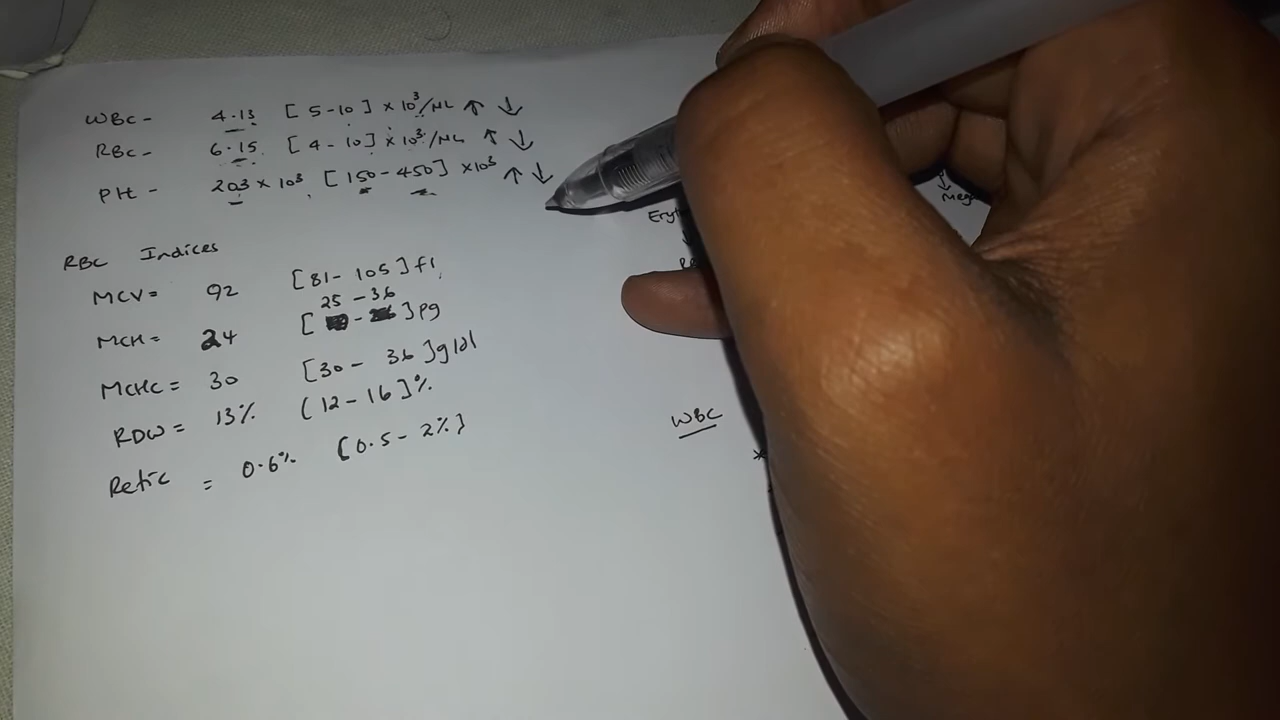 WBC - 4.13 [ 5-10 ] × 10³/ML ↑ ↓
RBC - 6.15 [ 4 - 10 ] × 10³/ML ↑ ↓
Plt - 203 × 10³, [ 150 - 450 ] × 10³ ↑ ↓
RBC Indices
MCV = 92 [ 81 - 105 ] fl
25 - 36
MCH = 24 [ - ] pg
MCHC = 30 [ 30 - 36 ] g/dl
RDW = 13% ( 12 - 16 ] %
Retic = 0.6% [ 0.5 - 2% ]
WBC
*